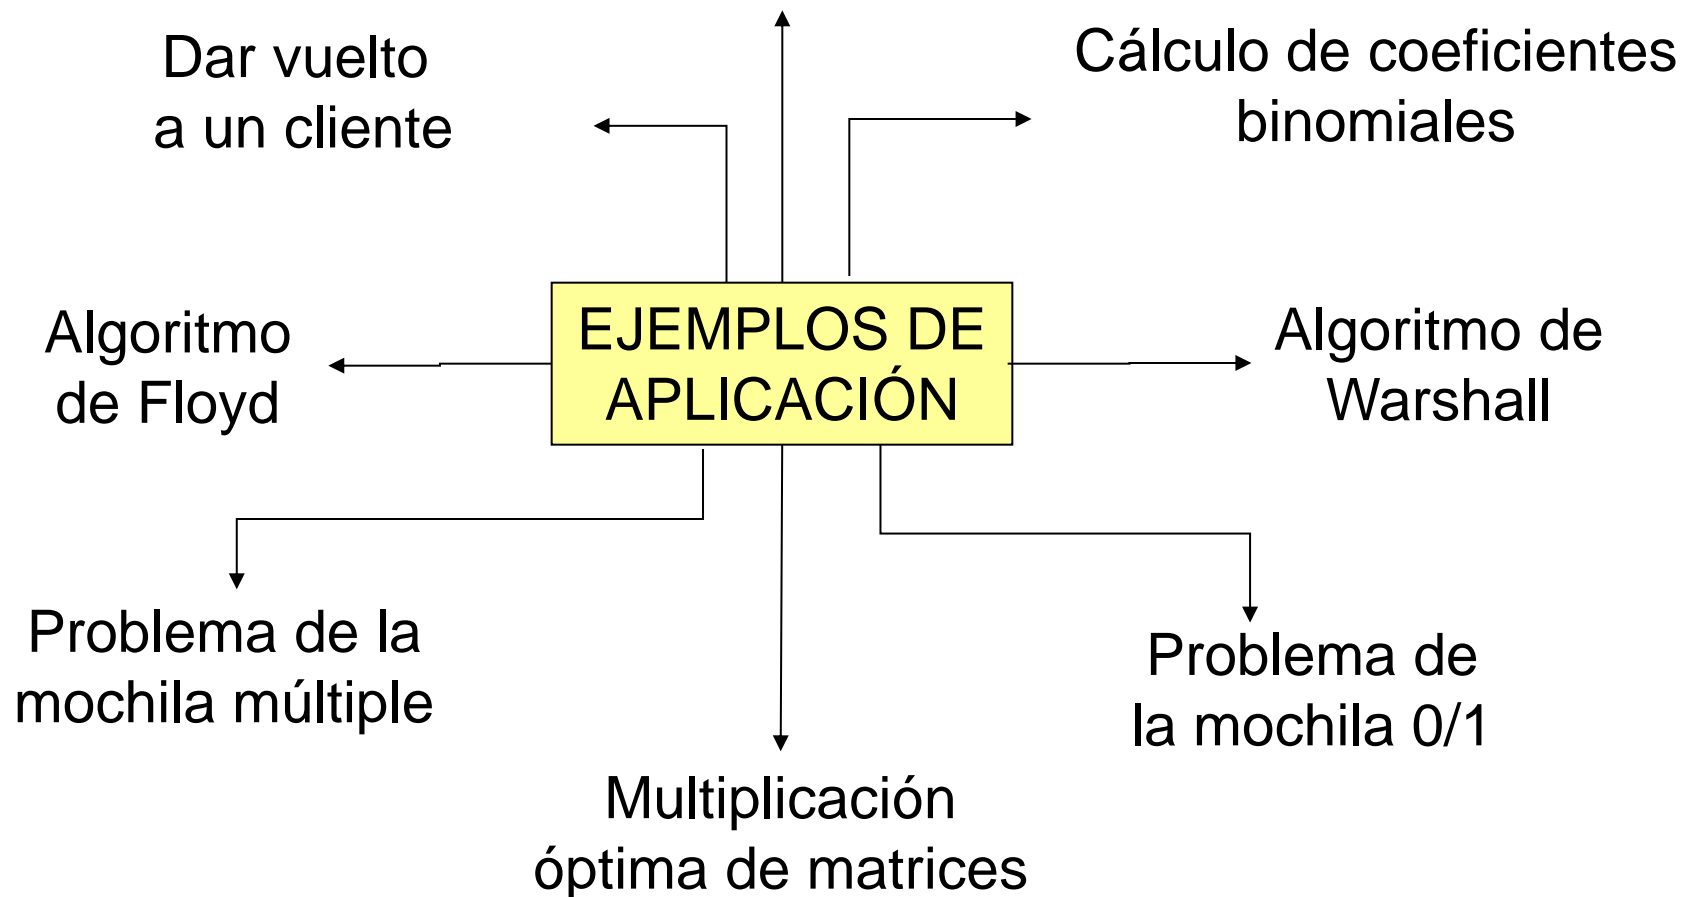 Dar vuelto
a un cliente
Cálculo de coeficientes
binomiales
Algoritmo
de Floyd
EJEMPLOS DE
APLICACIÓN
Algoritmo de
Warshall
Problema de la
mochila múltiple
Problema de
la mochila 0/1
Multiplicación
óptima de matrices